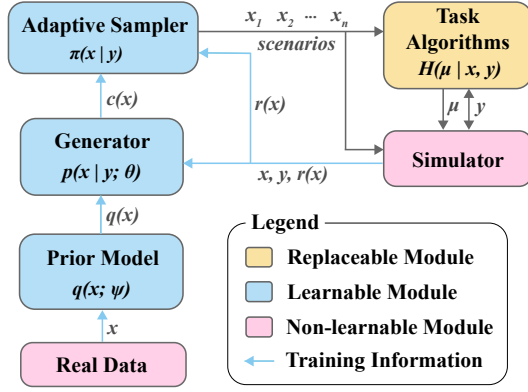 Adaptive Sampler
π(x | y)
x₁ x₂ ··· xₙ
scenarios
Task
Algorithms
H(μ | x, y)
c(x)
r(x)
μ
y
Generator
p(x | y; θ)
Simulator
x, y, r(x)
q(x)
Prior Model
q(x; ψ)
x
Real Data
Legend
Replaceable Module
Learnable Module
Non-learnable Module
Training Information